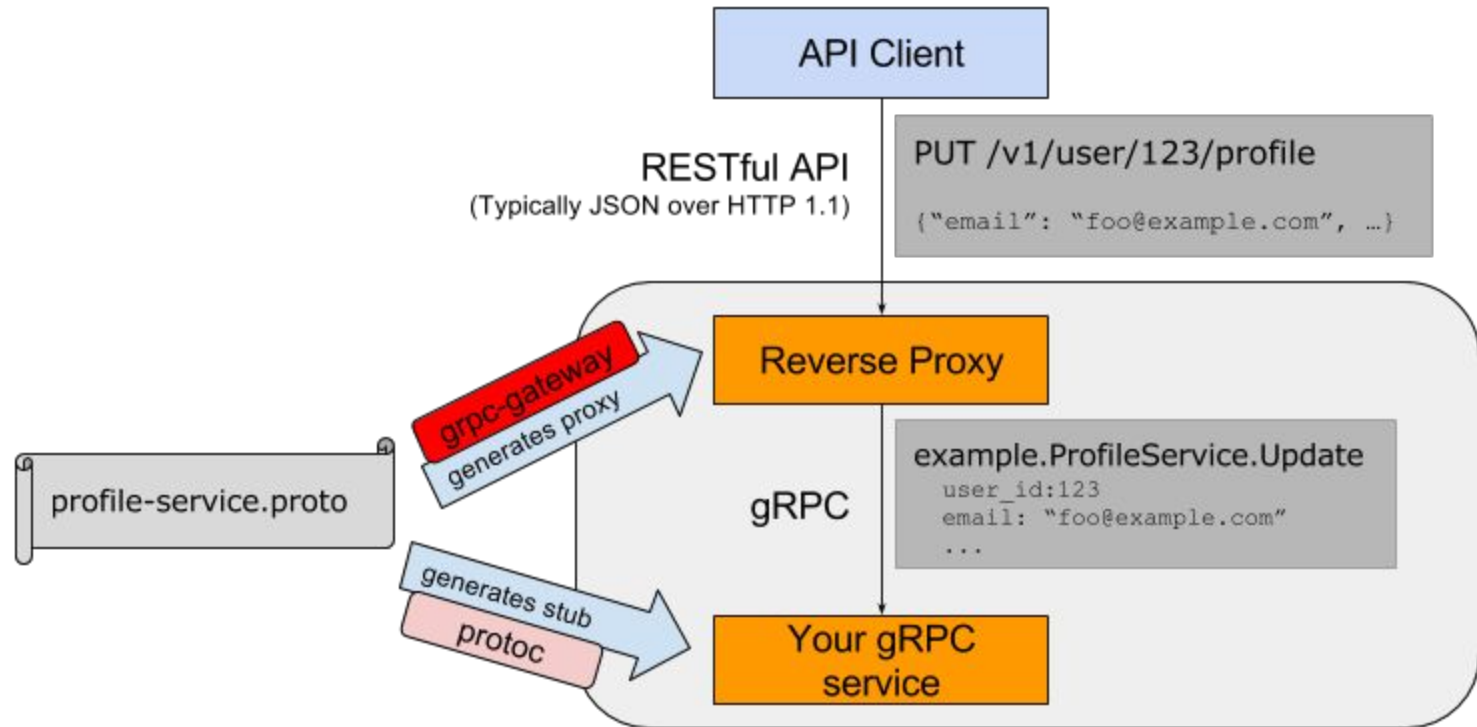 API Client
RESTful API
(Typically JSON over HTTP 1.1)
PUT /v1/user/123/profile
{“email”: “foo@example.com”, …}
Reverse Proxy
grpc-gateway
generates proxy
profile-service.proto
gRPC
example.ProfileService.Update
user_id:123
email: “foo@example.com”
...
generates stub
protoc
Your gRPC
service